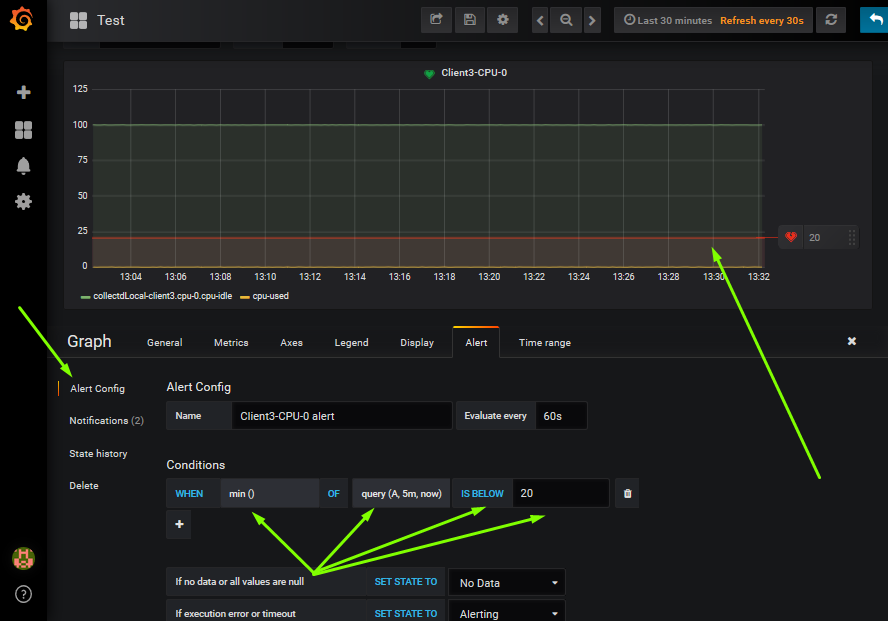 Test
Last 30 minutes Refresh every 30s
Client3-CPU-0
125
100
75
50
25
0
20
13:04 13:06 13:08 13:10 13:12 13:14 13:16 13:18 13:20 13:22 13:24 13:26 13:28 13:30 13:32
collectdLocal-client3.cpu-0.cpu-idle cpu-used
Graph General Metrics Axes Legend Display Alert Time range
Alert Config
Notifications (2)
State history
Delete
Alert Config
Name Client3-CPU-0 alert Evaluate every 60s
Conditions
WHEN min () OF query (A, 5m, now) IS BELOW 20
If no data or all values are null SET STATE TO No Data
If execution error or timeout SET STATE TO Alerting